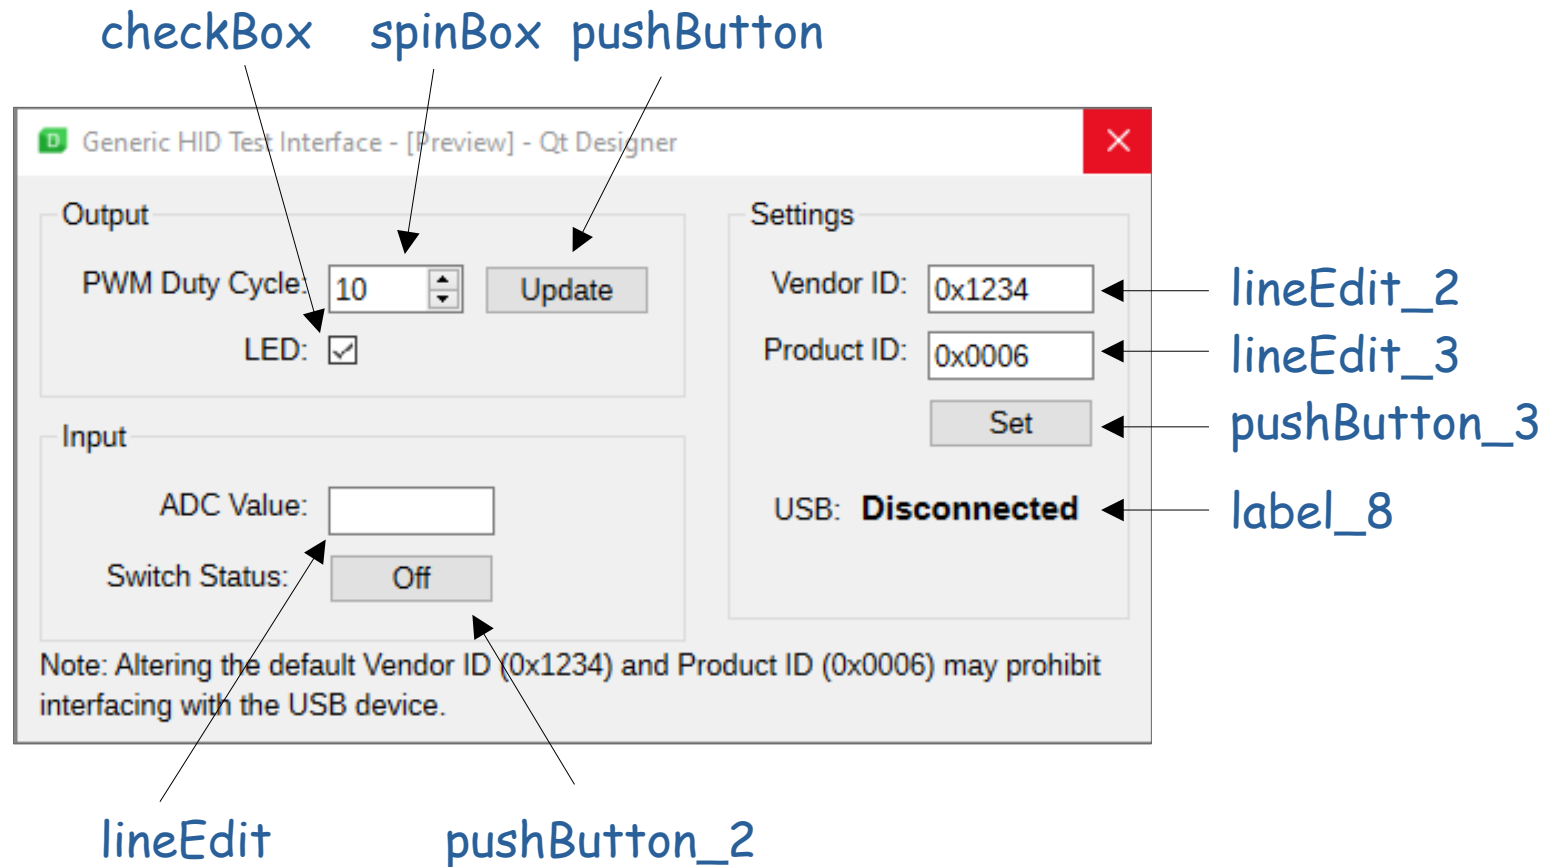 checkBox spinBox pushButton
Generic HID Test Interface - [Preview] - Qt Designer
Output
PWM Duty Cycle: 10 Update
LED:
Settings
Vendor ID: 0x1234
Product ID: 0x0006
Set
USB: Disconnected
lineEdit_2
lineEdit_3
pushButton_3
label_8
Input
ADC Value:
Switch Status: Off
Note: Altering the default Vendor ID (0x1234) and Product ID (0x0006) may prohibit
interfacing with the USB device.
lineEdit pushButton_2